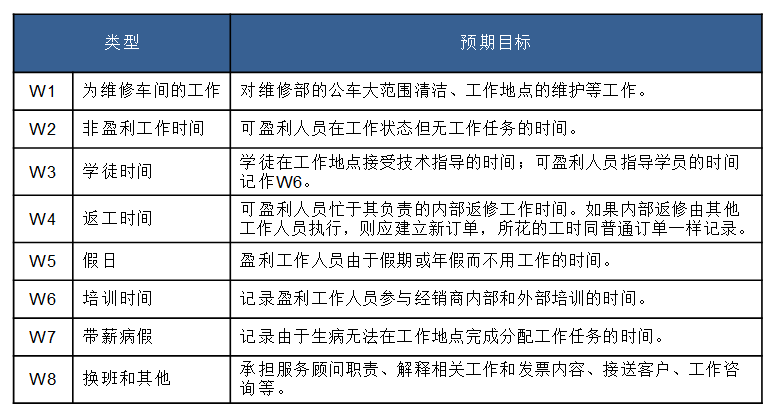 类型 预期目标
W1 为维修车间的工作 对维修部的公车大范围清洁、工作地点的维护等工作。
W2 非盈利工作时间 可盈利人员在工作状态但无工作任务的时间。
W3 学徒时间 学徒在工作地点接受技术指导的时间；可盈利人员指导学员的时间
记作W6。
W4 返工时间 可盈利人员忙于其负责的内部返修工作时间。如果内部返修由其他
工作人员执行，则应建立新订单，所花的工时同普通订单一样记录。
W5 假日 盈利工作人员由于假期或年假而不用工作的时间。
W6 培训时间 记录盈利工作人员参与经销商内部和外部培训的时间。
W7 带薪病假 记录由于生病无法在工作地点完成分配工作任务的时间。
W8 换班和其他 承担服务顾问职责、解释相关工作和发票内容、接送客户、工作咨
询等。